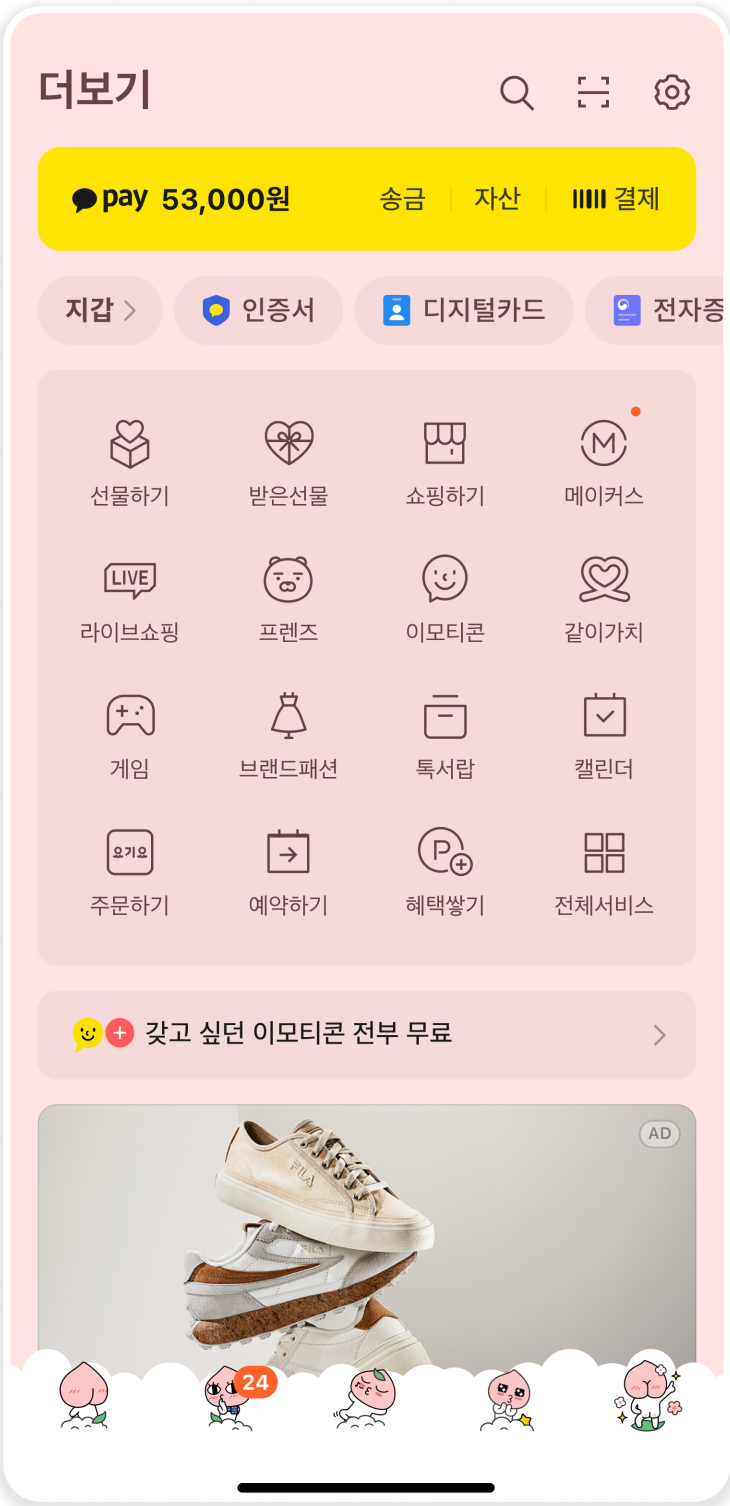 더보기
pay 53,000원 송금 자산 결제
지갑 인증서 디지털카드 전자증
선물하기 받은선물 쇼핑하기 메이커스
LIVE
라이브쇼핑 프렌즈 이모티콘 같이가치
게임 브랜드패션 톡서랍 캘린더
요기요 P
주문하기 예약하기 혜택쌓기 전체서비스
갖고 싶던 이모티콘 전부 무료
AD
FILA
FILA
24